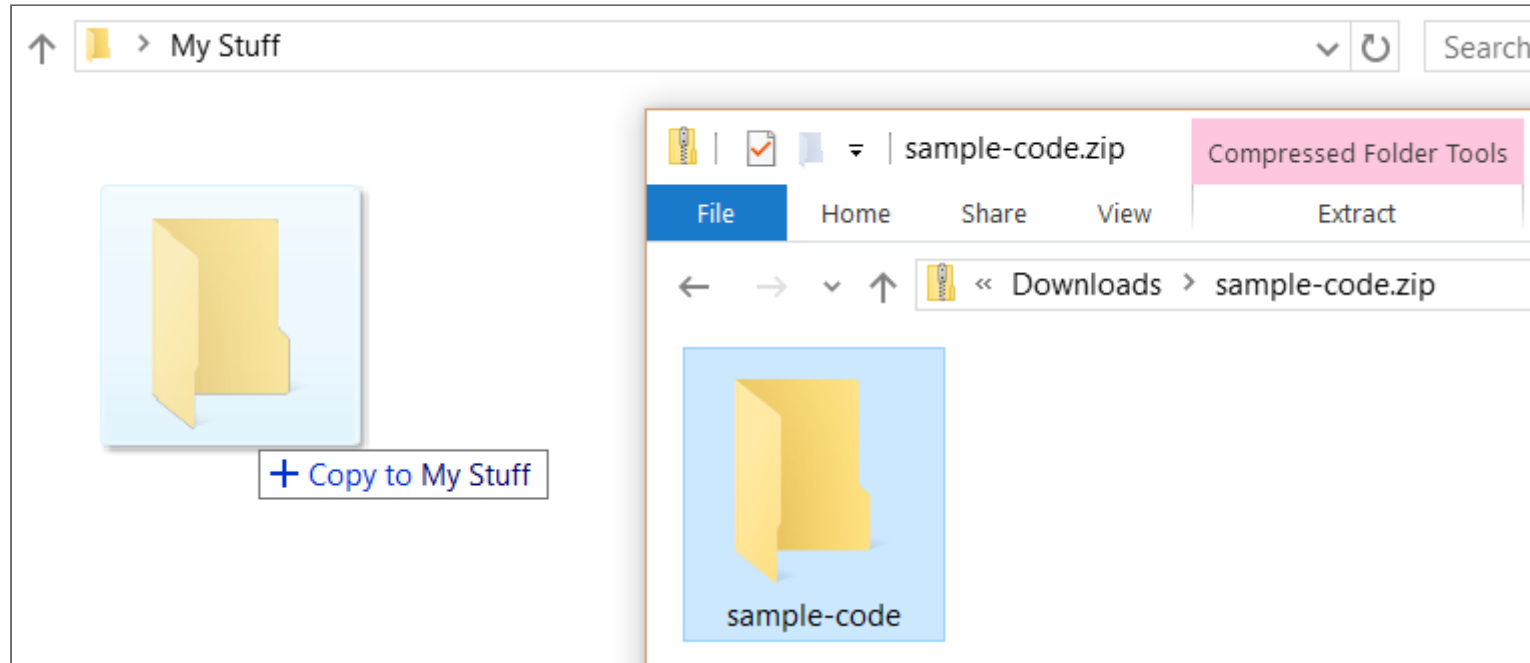 My Stuff
Search
sample-code.zip
Compressed Folder Tools
File
Home
Share
View
Extract
« Downloads > sample-code.zip
+ Copy to My Stuff
sample-code